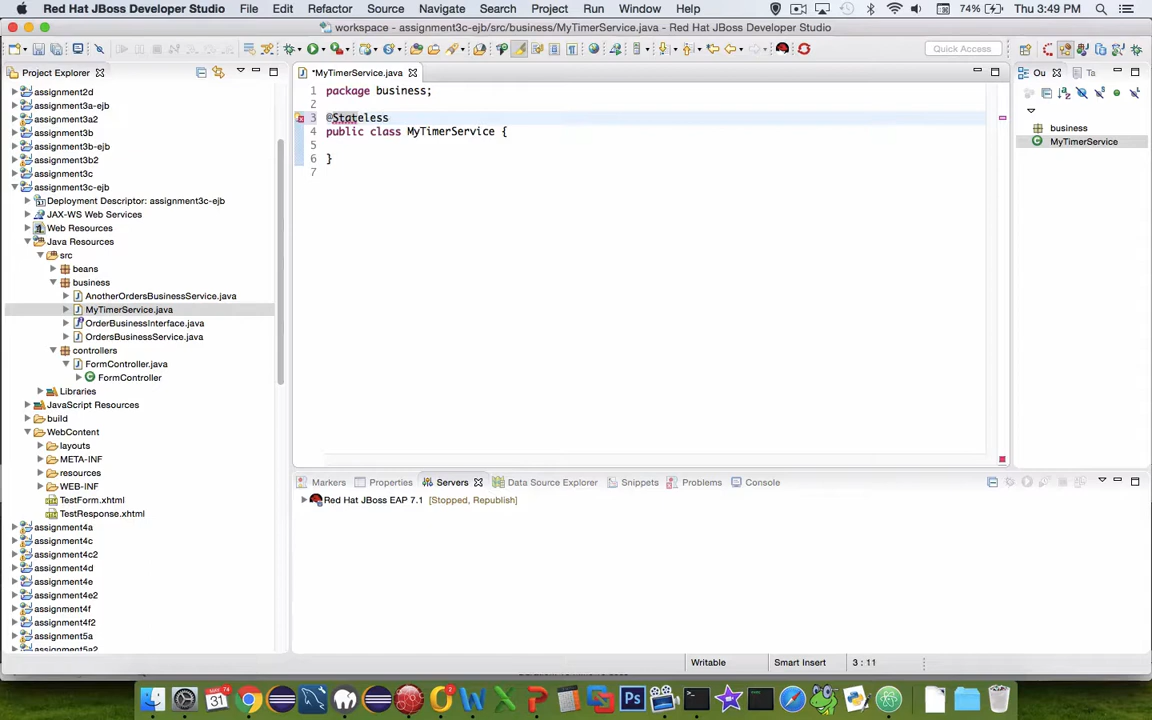 Red Hat JBoss Developer Studio File Edit Refactor Source Navigate Search Project Run Window Help 74% Thu 3:49 PM
workspace - assignment3c-ejb/src/business/MyTimerService.java - Red Hat JBoss Developer Studio
Quick Access
Project Explorer
assignment2d
assignment3a-ejb
assignment3a2
assignment3b
assignment3b-ejb
assignment3b2
assignment3c
assignment3c-ejb
Deployment Descriptor: assignment3c-ejb
JAX-WS Web Services
Web Resources
Java Resources
src
beans
business
AnotherOrdersBusinessService.java
MyTimerService.java
OrderBusinessInterface.java
OrdersBusinessService.java
controllers
FormController.java
FormController
Libraries
JavaScript Resources
build
WebContent
layouts
META-INF
resources
WEB-INF
TestForm.xhtml
TestResponse.xhtml
assignment4a
assignment4c
assignment4c2
assignment4d
assignment4e
assignment4e2
assignment4f
assignment4f2
assignment5a
assignment5a2
*MyTimerService.java
1 package business;
2
3 @Stateless
4 public class MyTimerService {
5
6 }
7
Ou Ta
business
MyTimerService
Markers Properties Servers Data Source Explorer Snippets Problems Console
Red Hat JBoss EAP 7.1 [Stopped, Republish]
Writable Smart Insert 3 : 11